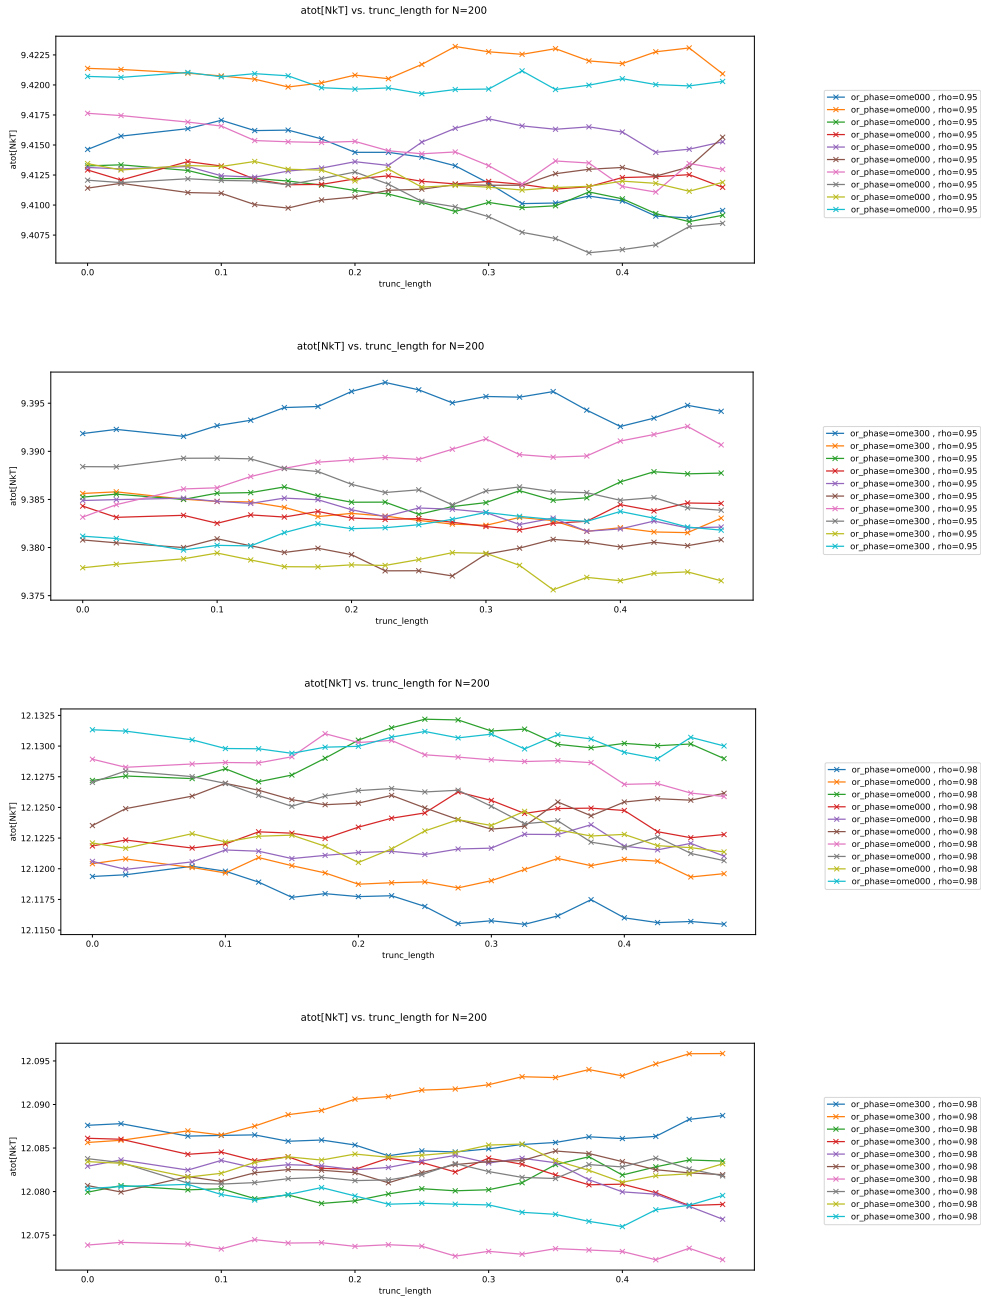 atot[NkT] vs. trunc_length for N=200
9.4225
9.4200
9.4175
9.4150
9.4125
9.4100
9.4075
atot[NkT]
0.0 0.1 0.2 0.3 0.4
trunc_length
or_phase=ome000 , rho=0.95
or_phase=ome000 , rho=0.95
or_phase=ome000 , rho=0.95
or_phase=ome000 , rho=0.95
or_phase=ome000 , rho=0.95
or_phase=ome000 , rho=0.95
or_phase=ome000 , rho=0.95
or_phase=ome000 , rho=0.95
or_phase=ome000 , rho=0.95
or_phase=ome000 , rho=0.95
atot[NkT] vs. trunc_length for N=200
9.395
9.390
9.385
9.380
9.375
atot[NkT]
0.0 0.1 0.2 0.3 0.4
trunc_length
or_phase=ome300 , rho=0.95
or_phase=ome300 , rho=0.95
or_phase=ome300 , rho=0.95
or_phase=ome300 , rho=0.95
or_phase=ome300 , rho=0.95
or_phase=ome300 , rho=0.95
or_phase=ome300 , rho=0.95
or_phase=ome300 , rho=0.95
or_phase=ome300 , rho=0.95
or_phase=ome300 , rho=0.95
atot[NkT] vs. trunc_length for N=200
12.1325
12.1300
12.1275
12.1250
12.1225
12.1200
12.1175
12.1150
atot[NkT]
0.0 0.1 0.2 0.3 0.4
trunc_length
or_phase=ome000 , rho=0.98
or_phase=ome000 , rho=0.98
or_phase=ome000 , rho=0.98
or_phase=ome000 , rho=0.98
or_phase=ome000 , rho=0.98
or_phase=ome000 , rho=0.98
or_phase=ome000 , rho=0.98
or_phase=ome000 , rho=0.98
or_phase=ome000 , rho=0.98
or_phase=ome000 , rho=0.98
atot[NkT] vs. trunc_length for N=200
12.095
12.090
12.085
12.080
12.075
atot[NkT]
0.0 0.1 0.2 0.3 0.4
trunc_length
or_phase=ome300 , rho=0.98
or_phase=ome300 , rho=0.98
or_phase=ome300 , rho=0.98
or_phase=ome300 , rho=0.98
or_phase=ome300 , rho=0.98
or_phase=ome300 , rho=0.98
or_phase=ome300 , rho=0.98
or_phase=ome300 , rho=0.98
or_phase=ome300 , rho=0.98
or_phase=ome300 , rho=0.98